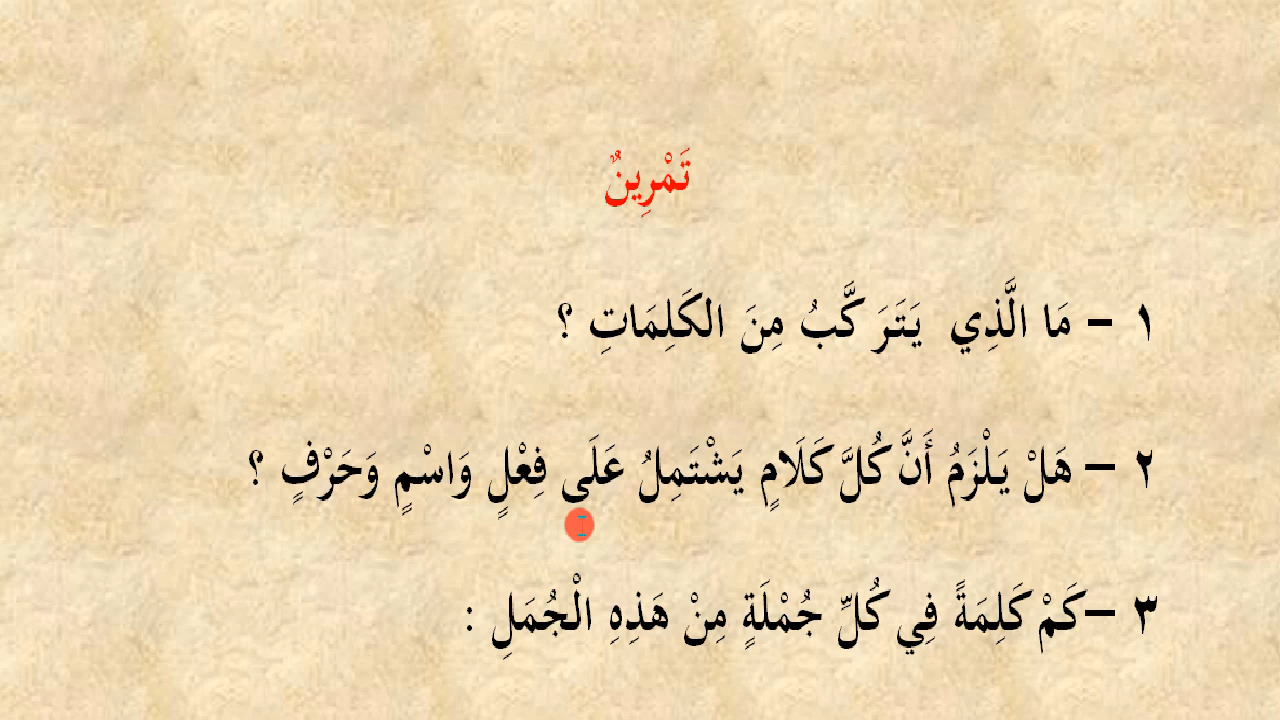 تَمْرِينٌ
١ – مَا الَّذِي يَتَرَكَّبُ مِنَ الكَلِمَاتِ ؟
٢ – هَلْ يَلْزَمُ أَنَّ كُلَّ كَلَامٍ يَشْتَمِلُ عَلَى فِعْلٍ وَاسْمٍ وَحَرْفٍ ؟
٣ –كَمْ كَلِمَةً فِي كُلِّ جُمْلَةٍ مِنْ هَذِهِ الْجُمَلِ :